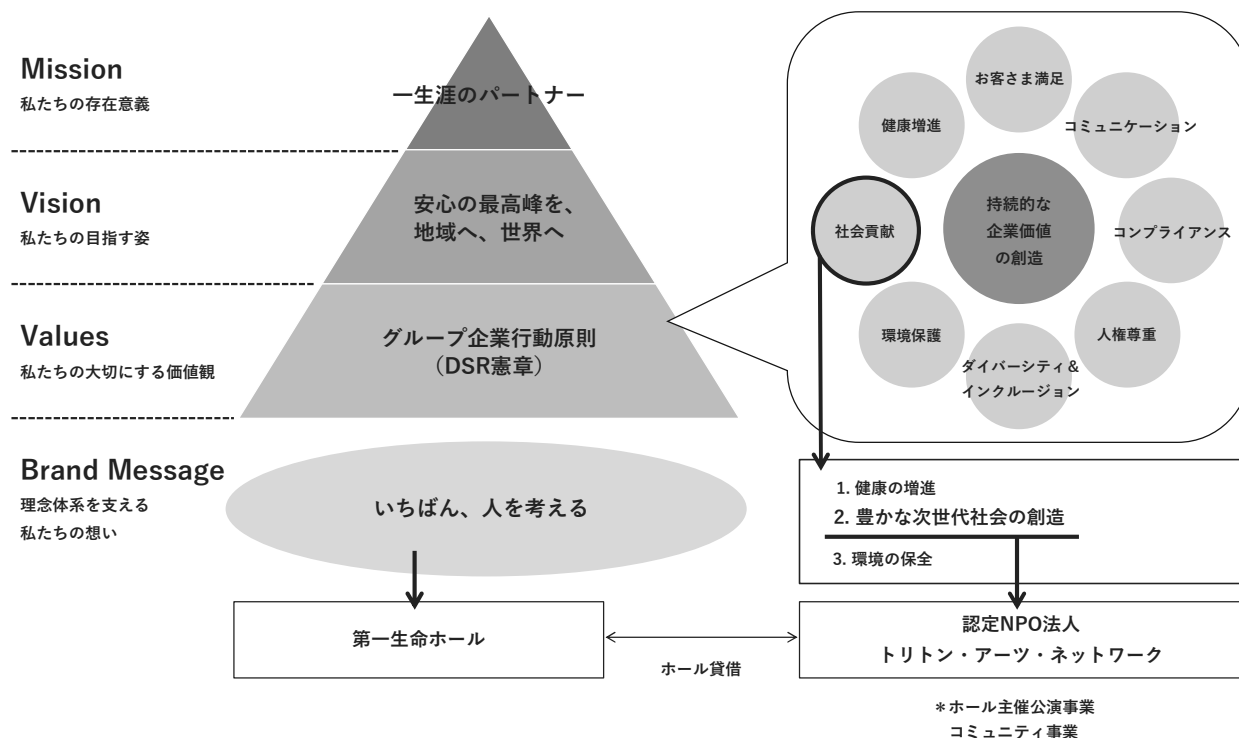 Mission
私たちの存在意義
一生涯のパートナー
Vision
私たちの目指す姿
安心の最高峰を、
地域へ、世界へ
Values
私たちの大切にする価値観
グループ企業行動原則
(DSR憲章)
Brand Message
理念体系を支える
私たちの想い
いちばん、人を考える
お客さま満足
コミュニケーション
コンプライアンス
人権尊重
ダイバーシティ&
インクルージョン
環境保護
社会貢献
健康増進
持続的な
企業価値
の創造
1. 健康の増進
2. 豊かな次世代社会の創造
3. 環境の保全
第一生命ホール
ホール貸借
認定NPO法人
トリトン・アーツ・ネットワーク
*ホール主催公演事業
コミュニティ事業